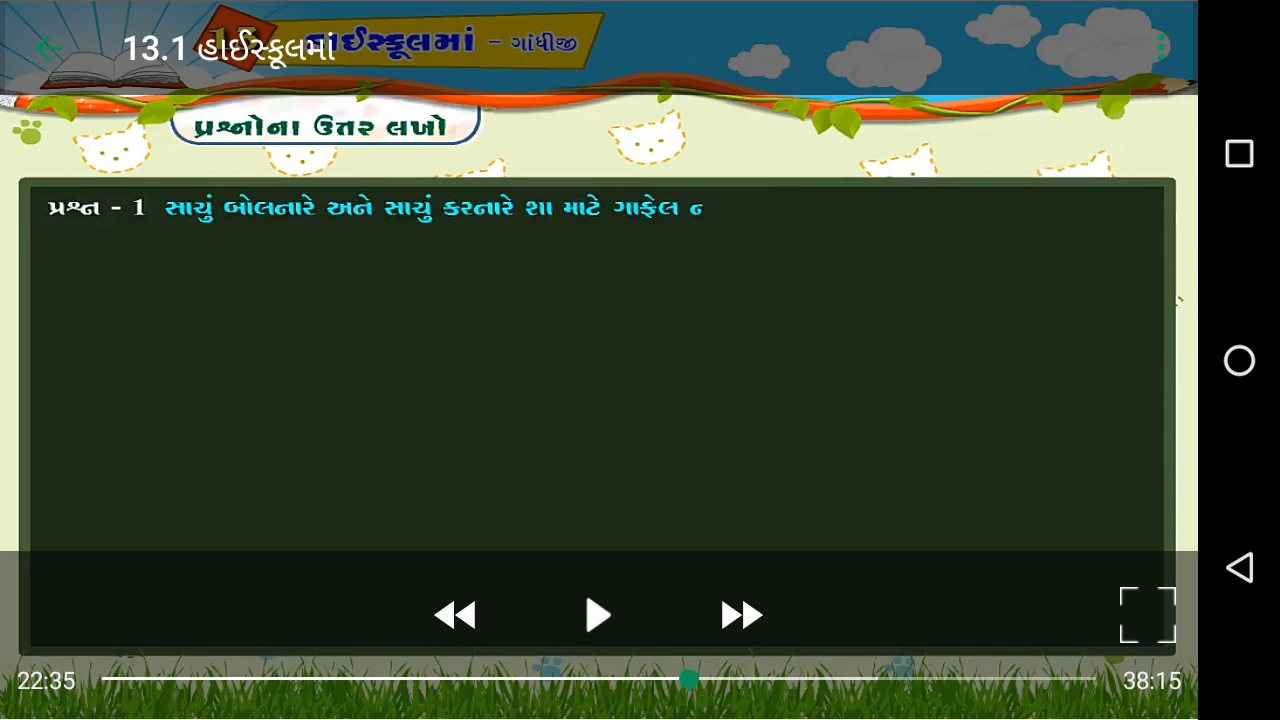 13.1 હાઈસ્કૂલમાં
હાઈસ્કૂલમાં – ગાંધીજી
પ્રશ્નોના ઉત્તર લખો
પ્રશ્ન - 1 સાચું બોલનારે અને સાચું કરનારે શા માટે ગાફેલ ન
22:35
38:15